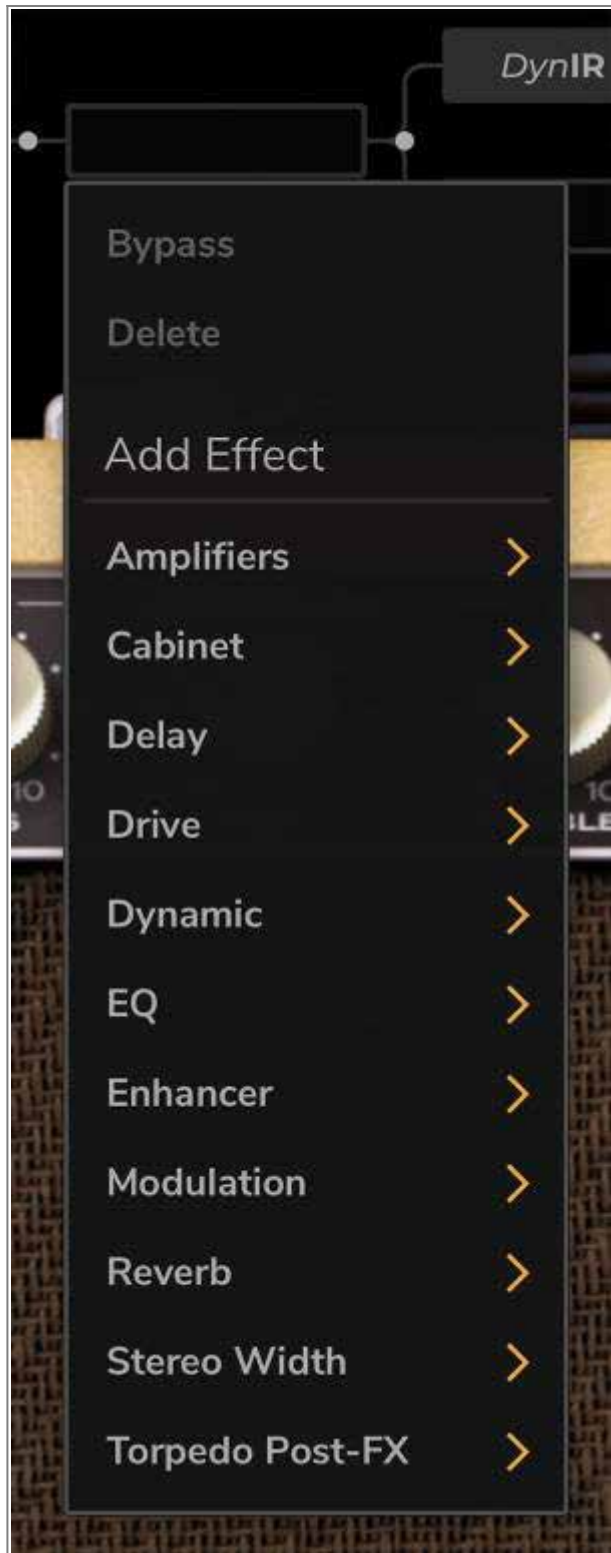 DynIR
Bypass
Delete
Add Effect
Amplifiers
Cabinet
Delay
Drive
Dynamic
EQ
Enhancer
Modulation
Reverb
Stereo Width
Torpedo Post-FX
10